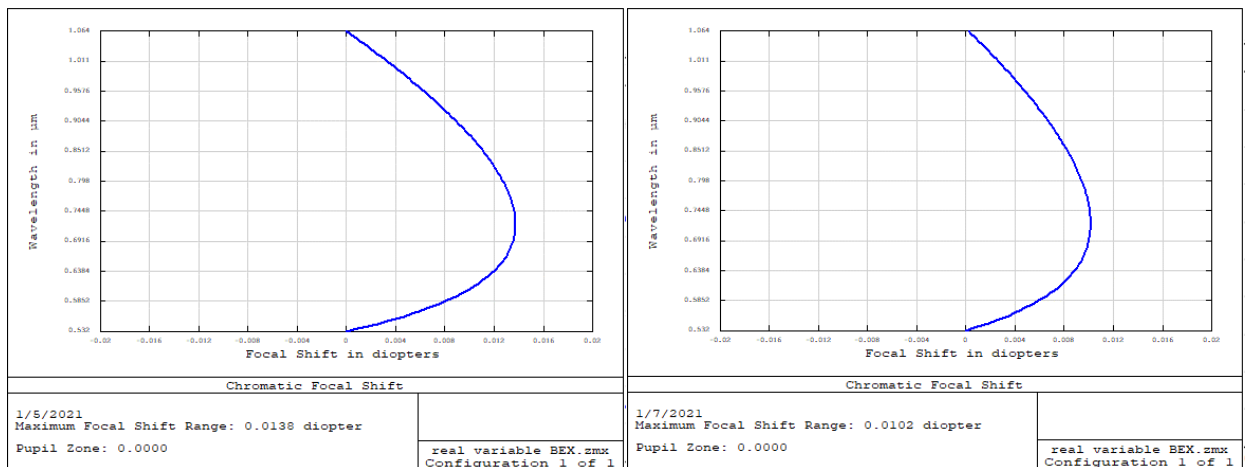 1.064
1.011
0.9576
0.9044
0.8512
0.798
0.7448
0.6916
0.6384
0.5852
0.532
Wavelength in µm
-0.02 -0.016 -0.012 -0.008 -0.004 0 0.004 0.008 0.012 0.016 0.02
Focal Shift in diopters
Chromatic Focal Shift
1/5/2021
Maximum Focal Shift Range: 0.0138 diopter
Pupil Zone: 0.0000
real variable BEX.zmx
Configuration 1 of 1
1.064
1.011
0.9576
0.9044
0.8512
0.798
0.7448
0.6916
0.6384
0.5852
0.532
Wavelength in µm
-0.02 -0.016 -0.012 -0.008 -0.004 0 0.004 0.008 0.012 0.016 0.02
Focal Shift in diopters
Chromatic Focal Shift
1/7/2021
Maximum Focal Shift Range: 0.0102 diopter
Pupil Zone: 0.0000
real variable BEX.zmx
Configuration 1 of 1